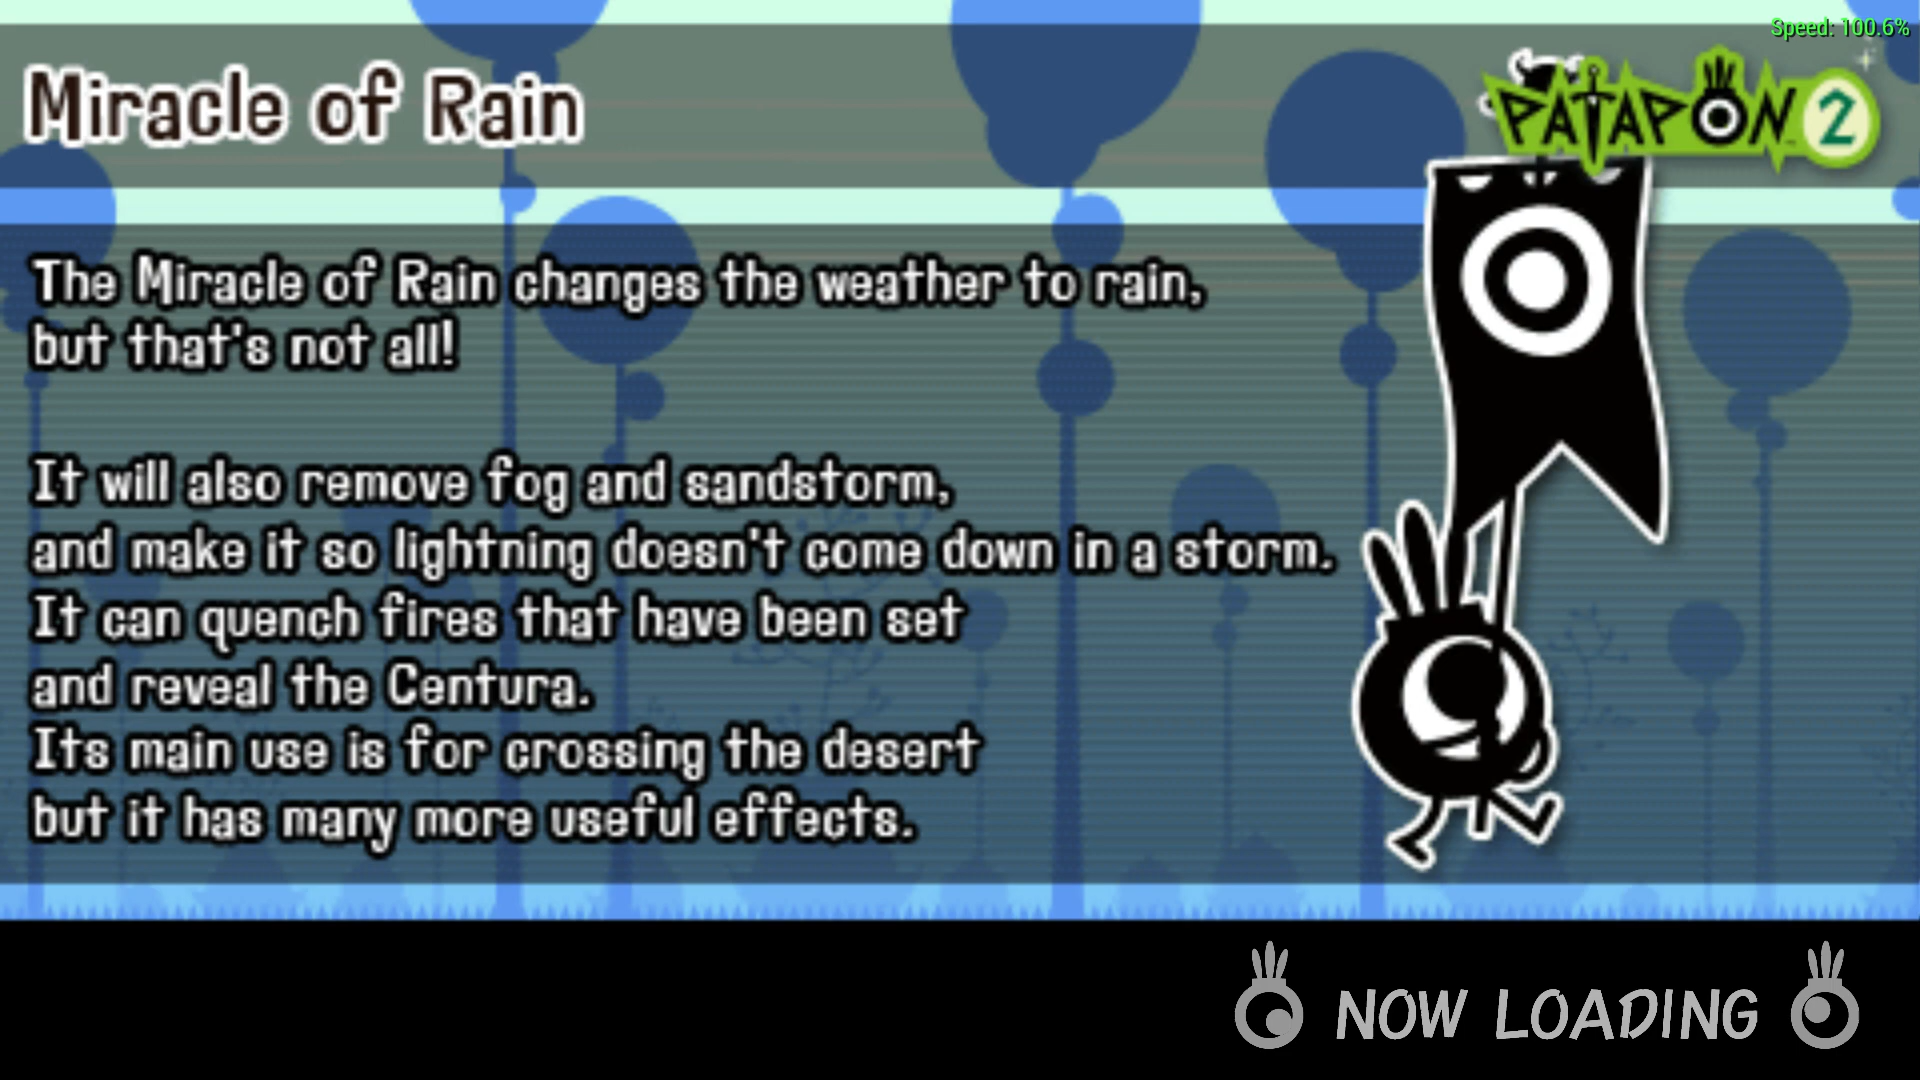 Speed: 100.6%
Miracle of Rain
PATAPON 2
The Miracle of Rain changes the weather to rain,
but that's not all!
It will also remove fog and sandstorm,
and make it so lightning doesn't come down in a storm.
It can quench fires that have been set
and reveal the Centura.
Its main use is for crossing the desert
but it has many more useful effects.
NOW LOADING